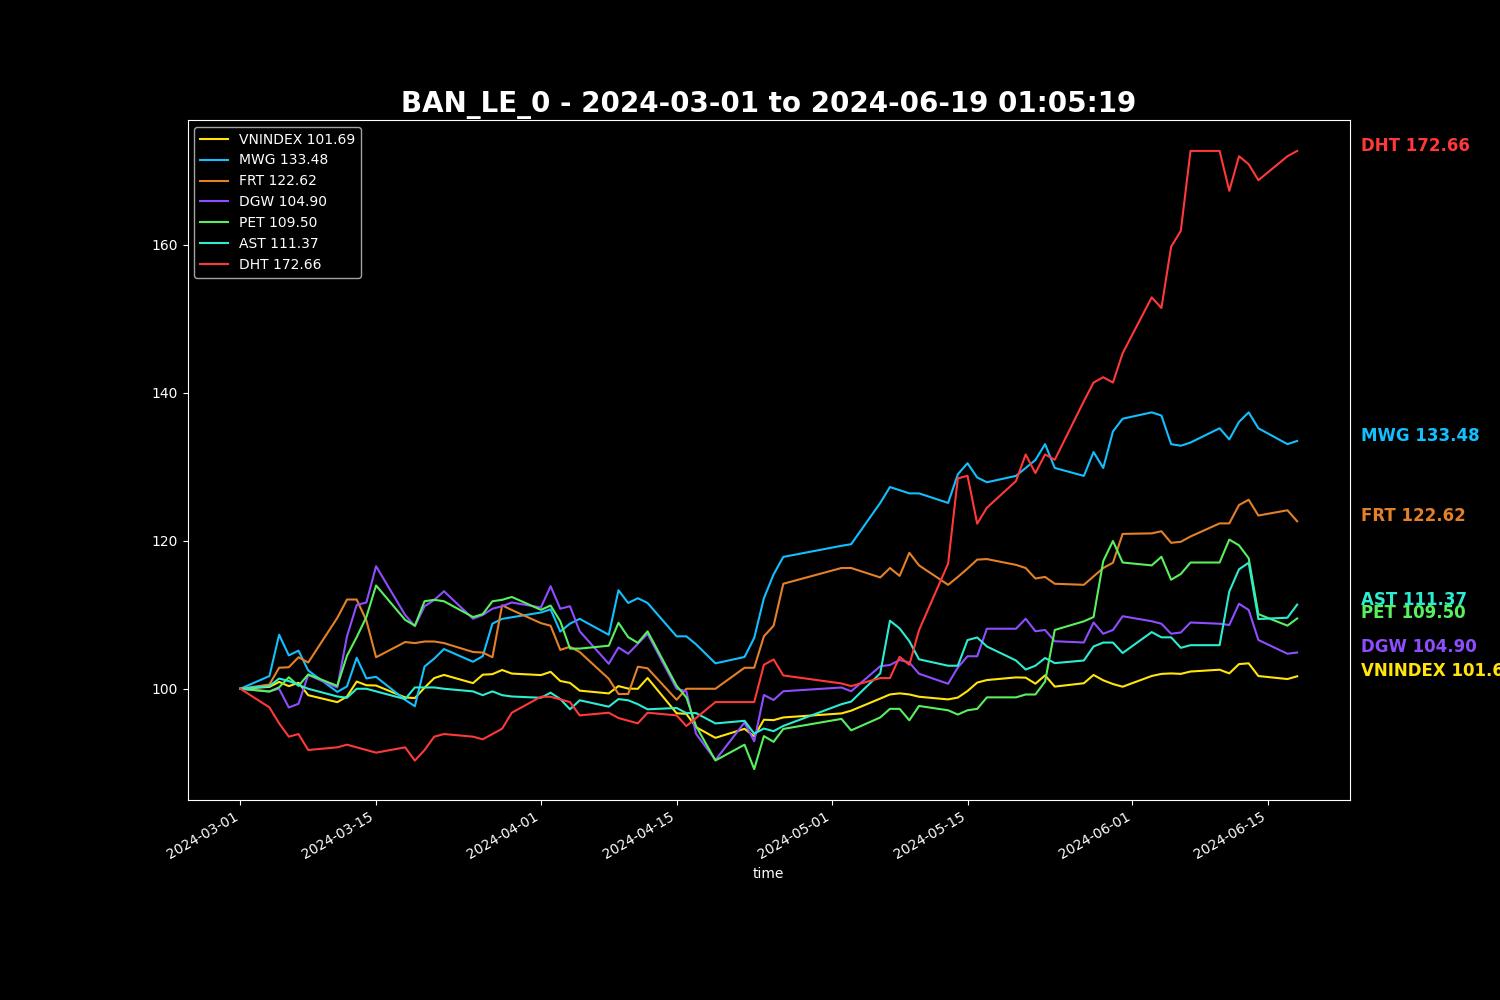 BAN_LE_0 - 2024-03-01 to 2024-06-19 01:05:19
VNINDEX 101.69
MWG 133.48
FRT 122.62
DGW 104.90
PET 109.50
AST 111.37
DHT 172.66
160
140
120
100
DHT 172.66
MWG 133.48
FRT 122.62
AST 111.37
PET 109.50
DGW 104.90
VNINDEX 101.6
2024-03-01
2024-03-15
2024-04-01
2024-04-15
2024-05-01
2024-05-15
2024-06-01
2024-06-15
time